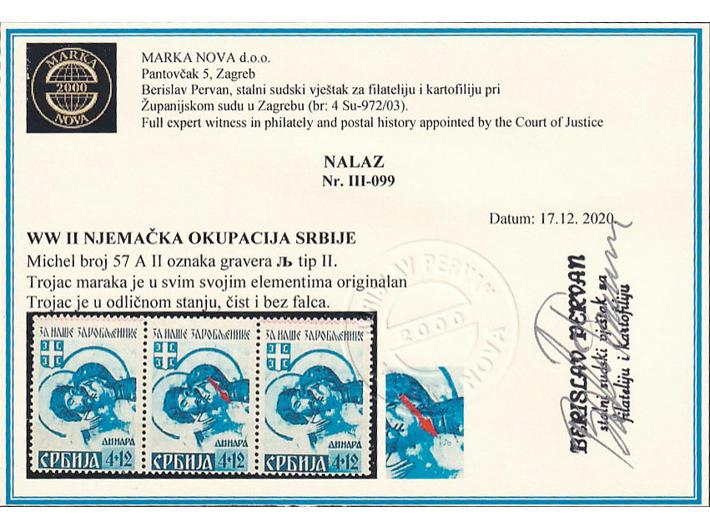 MARKA
2000
NOVA
MARKA NOVA d.o.o.
Pantovčak 5, Zagreb
Berislav Pervan, stalni sudski vještak za filateliju i kartofiliju pri
Županijskom sudu u Zagrebu (br: 4 Su-972/03).
Full expert witness in philately and postal history appointed by the Court of Justice
NALAZ
Nr. III-099
Datum: 17.12. 2020.
WW II NJEMAČKA OKUPACIJA SRBIJE
Michel broj 57 A II oznaka gravera љ tip II.
Trojac maraka je u svim svojim elementima originalan
Trojac je u odličnom stanju, čist i bez falca.
BERISLAV PERVAN
2000
NOVA
BERISLAV PERVAN
stalni sudski vještak za
filateliju i kartofiliju
ЗА НАШЕ ЗАРОБЉЕНИКЕ
ДИНАРА
СРБИЈА 4+12
ЗА НАШЕ ЗАРОБЉЕНИКЕ
ДИНАРА
СРБИЈА 4+12
ЗА НАШЕ ЗАРОБЉЕНИКЕ
ДИНАРА
СРБИЈА 4+12